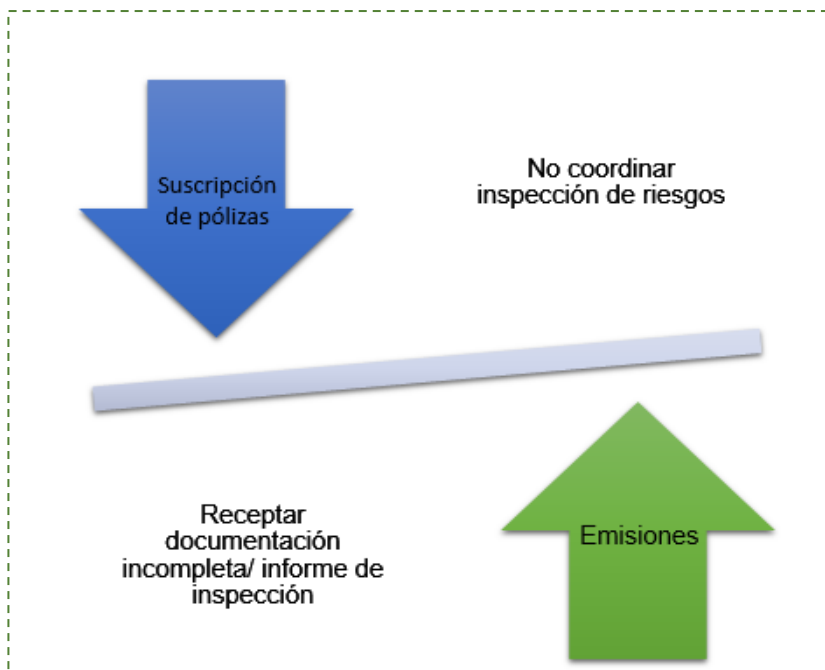 Suscripción
de pólizas
No coordinar
inspección de riesgos
Receptar
documentación
incompleta/ informe de
inspección
Emisiones